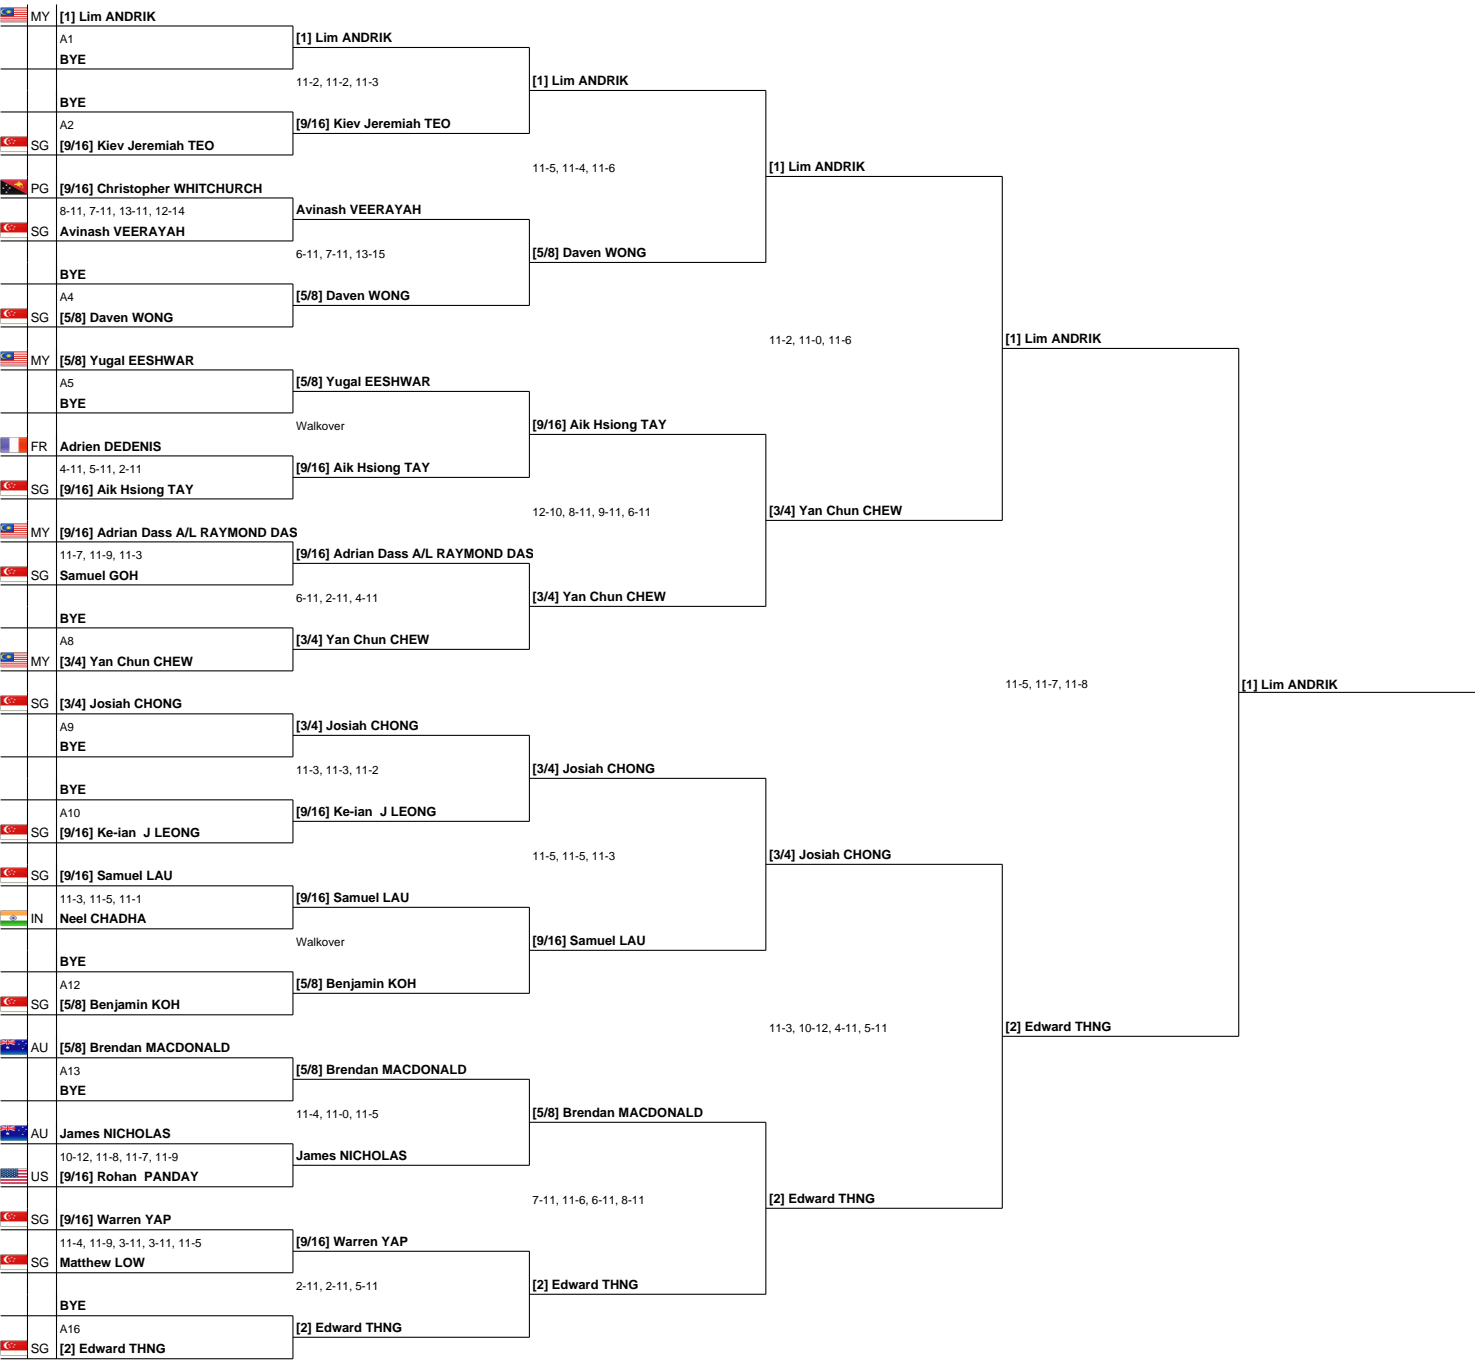 MY [1] Lim ANDRIK
A1
BYE
[1] Lim ANDRIK
11-2, 11-2, 11-3
BYE
A2
SG [9/16] Kiev Jeremiah TEO
[9/16] Kiev Jeremiah TEO
[1] Lim ANDRIK
11-5, 11-4, 11-6
PG [9/16] Christopher WHITCHURCH
8-11, 7-11, 13-11, 12-14
SG Avinash VEERAYAH
Avinash VEERAYAH
6-11, 7-11, 13-15
BYE
A4
SG [5/8] Daven WONG
[5/8] Daven WONG
[5/8] Daven WONG
[1] Lim ANDRIK
11-2, 11-0, 11-6
MY [5/8] Yugal EESHWAR
A5
BYE
[5/8] Yugal EESHWAR
Walkover
FR Adrien DEDENIS
4-11, 5-11, 2-11
SG [9/16] Aik Hsiong TAY
[9/16] Aik Hsiong TAY
[9/16] Aik Hsiong TAY
12-10, 8-11, 9-11, 6-11
MY [9/16] Adrian Dass A/L RAYMOND DAS
11-7, 11-9, 11-3
SG Samuel GOH
[9/16] Adrian Dass A/L RAYMOND DAS
6-11, 2-11, 4-11
BYE
A8
MY [3/4] Yan Chun CHEW
[3/4] Yan Chun CHEW
[3/4] Yan Chun CHEW
[3/4] Yan Chun CHEW
[1] Lim ANDRIK
11-5, 11-7, 11-8
[1] Lim ANDRIK
SG [3/4] Josiah CHONG
A9
BYE
[3/4] Josiah CHONG
11-3, 11-3, 11-2
BYE
A10
SG [9/16] Ke-ian J LEONG
[9/16] Ke-ian J LEONG
[3/4] Josiah CHONG
11-5, 11-5, 11-3
SG [9/16] Samuel LAU
11-3, 11-5, 11-1
IN Neel CHADHA
[9/16] Samuel LAU
Walkover
BYE
A12
SG [5/8] Benjamin KOH
[5/8] Benjamin KOH
[9/16] Samuel LAU
[3/4] Josiah CHONG
11-3, 10-12, 4-11, 5-11
AU [5/8] Brendan MACDONALD
A13
BYE
[5/8] Brendan MACDONALD
11-4, 11-0, 11-5
AU James NICHOLAS
10-12, 11-8, 11-7, 11-9
US [9/16] Rohan PANDAY
James NICHOLAS
[5/8] Brendan MACDONALD
7-11, 11-6, 6-11, 8-11
SG [9/16] Warren YAP
11-4, 11-9, 3-11, 3-11, 11-5
SG Matthew LOW
[9/16] Warren YAP
2-11, 2-11, 5-11
BYE
A16
SG [2] Edward THNG
[2] Edward THNG
[2] Edward THNG
[2] Edward THNG
[2] Edward THNG